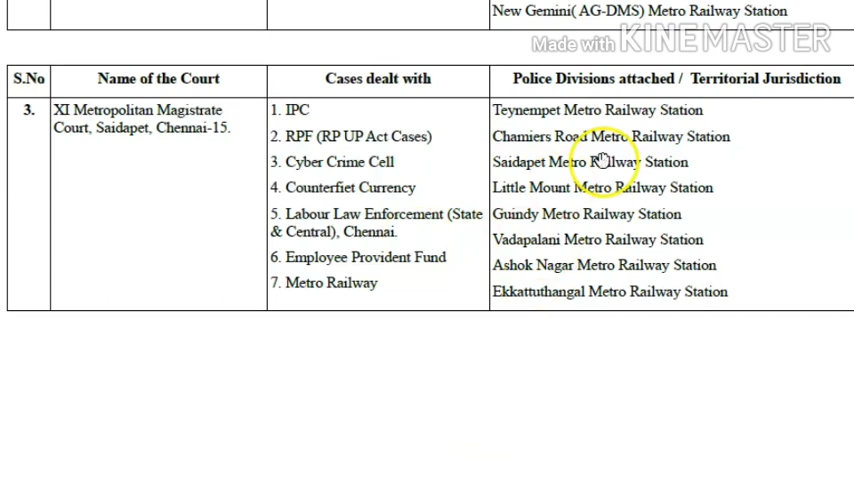 New Gemini( AG-DMS) Metro Railway Station
Made with KINEMASTER
S.No Name of the Court Cases dealt with Police Divisions attached / Territorial Jurisdiction
3. XI Metropolitan Magistrate Court, Saidapet, Chennai-15.
1. IPC
2. RPF (RP UP Act Cases)
3. Cyber Crime Cell
4. Counterfiet Currency
5. Labour Law Enforcement (State
& Central), Chennai.
6. Employee Provident Fund
7. Metro Railway
Teynempet Metro Railway Station
Chamiers Road Metro Railway Station
Saidapet Metro Railway Station
Little Mount Metro Railway Station
Guindy Metro Railway Station
Vadapalani Metro Railway Station
Ashok Nagar Metro Railway Station
Ekkattuthangal Metro Railway Station